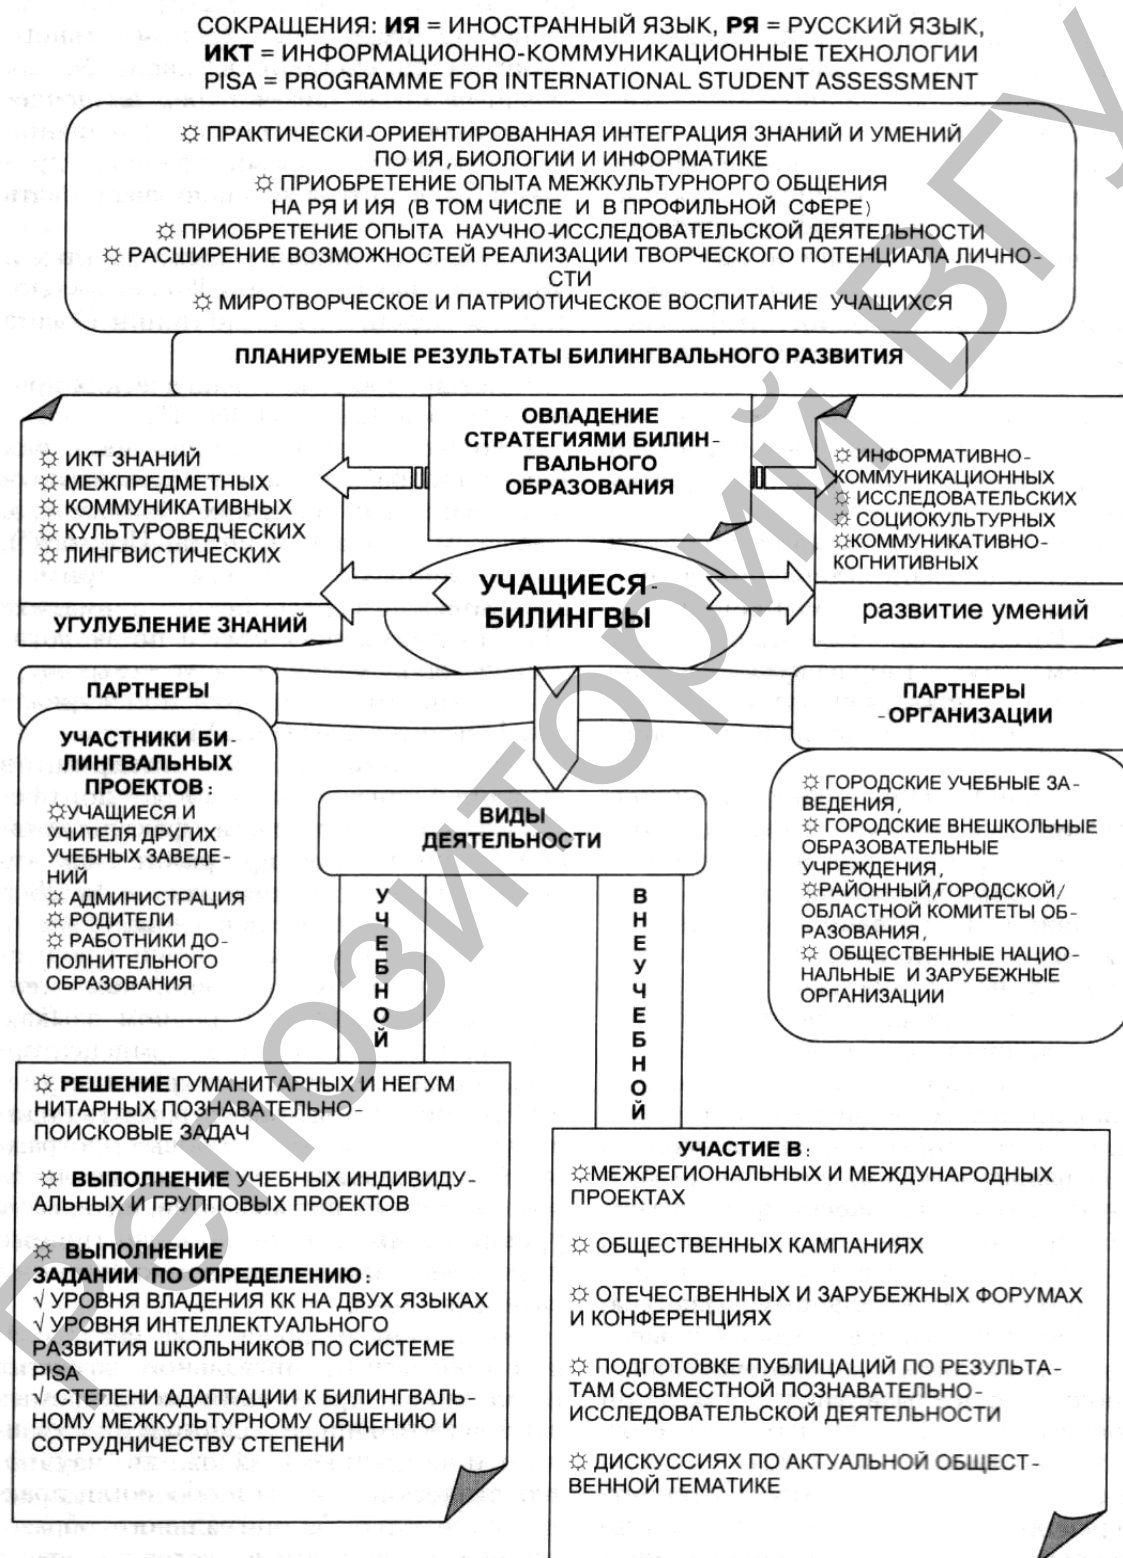 СОКРАЩЕНИЯ: ИЯ = ИНОСТРАННЫЙ ЯЗЫК, РЯ = РУССКИЙ ЯЗЫК,
ИКТ = ИНФОРМАЦИОННО-КОММУНИКАЦИОННЫЕ ТЕХНОЛОГИИ
PISA = PROGRAMME FOR INTERNATIONAL STUDENT ASSESSMENT
☼ ПРАКТИЧЕСКИ-ОРИЕНТИРОВАННАЯ ИНТЕГРАЦИЯ ЗНАНИЙ И УМЕНИЙ
ПО ИЯ, БИОЛОГИИ И ИНФОРМАТИКЕ
☼ ПРИОБРЕТЕНИЕ ОПЫТА МЕЖКУЛЬТУРНОРГО ОБЩЕНИЯ
НА РЯ И ИЯ (В ТОМ ЧИСЛЕ И В ПРОФИЛЬНОЙ СФЕРЕ)
☼ ПРИОБРЕТЕНИЕ ОПЫТА НАУЧНО-ИССЛЕДОВАТЕЛЬСКОЙ ДЕЯТЕЛЬНОСТИ
☼ РАСШИРЕНИЕ ВОЗМОЖНОСТЕЙ РЕАЛИЗАЦИИ ТВОРЧЕСКОГО ПОТЕНЦИАЛА ЛИЧНО-
СТИ
☼ МИРОТВОРЧЕСКОЕ И ПАТРИОТИЧЕСКОЕ ВОСПИТАНИЕ УЧАЩИХСЯ
ПЛАНИРУЕМЫЕ РЕЗУЛЬТАТЫ БИЛИНГВАЛЬНОГО РАЗВИТИЯ
☼ ИКТ ЗНАНИЙ
☼ МЕЖПРЕДМЕТНЫХ
☼ КОММУНИКАТИВНЫХ
☼ КУЛЬТУРОВЕДЧЕСКИХ
☼ ЛИНГВИСТИЧЕСКИХ
УГУЛУБЛЕНИЕ ЗНАНИЙ
ОВЛАДЕНИЕ
СТРАТЕГИЯМИ БИЛИН-
ГВАЛЬНОГО
ОБРАЗОВАНИЯ
☼ ИНФОРМАТИВНО-
КОММУНИКАЦИОННЫХ
☼ ИССЛЕДОВАТЕЛЬСКИХ
☼ СОЦИОКУЛЬТУРНЫХ
☼КОММУНИКАТИВНО-
КОГНИТИВНЫХ
развитие умений
УЧАЩИЕСЯ-
БИЛИНГВЫ
ПАРТНЕРЫ
УЧАСТНИКИ БИ-
ЛИНГВАЛЬНЫХ
ПРОЕКТОВ:
☼УЧАЩИЕСЯ И
УЧИТЕЛЯ ДРУГИХ
УЧЕБНЫХ ЗАВЕДЕ-
НИЙ
☼ АДМИНИСТРАЦИЯ
☼ РОДИТЕЛИ
☼ РАБОТНИКИ ДО-
ПОЛНИТЕЛЬНОГО
ОБРАЗОВАНИЯ
ПАРТНЕРЫ
-ОРГАНИЗАЦИИ
☼ ГОРОДСКИЕ УЧЕБНЫЕ ЗА-
ВЕДЕНИЯ,
☼ ГОРОДСКИЕ ВНЕШКОЛЬНЫЕ
ОБРАЗОВАТЕЛЬНЫЕ
УЧРЕЖДЕНИЯ,
☼РАЙОННЫЙ/ГОРОДСКОЙ/
ОБЛАСТНОЙ КОМИТЕТЫ ОБ-
РАЗОВАНИЯ,
☼ ОБЩЕСТВЕННЫЕ НАЦИО-
НАЛЬНЫЕ И ЗАРУБЕЖНЫЕ
ОРГАНИЗАЦИИ
ВИДЫ
ДЕЯТЕЛЬНОСТИ
УЧЕБНОЙ
ВНЕУЧЕБНОЙ
☼ РЕШЕНИЕ ГУМАНИТАРНЫХ И НЕГУМ
НИТАРНЫХ ПОЗНАВАТЕЛЬНО-
ПОИСКОВЫЕ ЗАДАЧ
☼ ВЫПОЛНЕНИЕ УЧЕБНЫХ ИНДИВИДУ-
АЛЬНЫХ И ГРУППОВЫХ ПРОЕКТОВ
☼ ВЫПОЛНЕНИЕ
ЗАДАНИИ ПО ОПРЕДЕЛЕНИЮ:
√ УРОВНЯ ВЛАДЕНИЯ КК НА ДВУХ ЯЗЫКАХ
√ УРОВНЯ ИНТЕЛЛЕКТУАЛЬНОГО
РАЗВИТИЯ ШКОЛЬНИКОВ ПО СИСТЕМЕ
PISA
√ СТЕПЕНИ АДАПТАЦИИ К БИЛИНГВАЛЬ-
НОМУ МЕЖКУЛЬТУРНОМУ ОБЩЕНИЮ И
СОТРУДНИЧЕСТВУ СТЕПЕНИ
УЧАСТИЕ В:
☼МЕЖРЕГИОНАЛЬНЫХ И МЕЖДУНАРОДНЫХ
ПРОЕКТАХ
☼ ОБЩЕСТВЕННЫХ КАМПАНИЯХ
☼ ОТЕЧЕСТВЕННЫХ И ЗАРУБЕЖНЫХ ФОРУМАХ
И КОНФЕРЕНЦИЯХ
☼ ПОДГОТОВКЕ ПУБЛИЦАЦИЙ ПО РЕЗУЛЬТА-
ТАМ СОВМЕСТНОЙ ПОЗНАВАТЕЛЬНО-
ИССЛЕДОВАТЕЛЬСКОЙ ДЕЯТЕЛЬНОСТИ
☼ ДИСКУССИЯХ ПО АКТУАЛЬНОЙ ОБЩЕСТ-
ВЕННОЙ ТЕМАТИКЕ
Репозиторий ВГУ